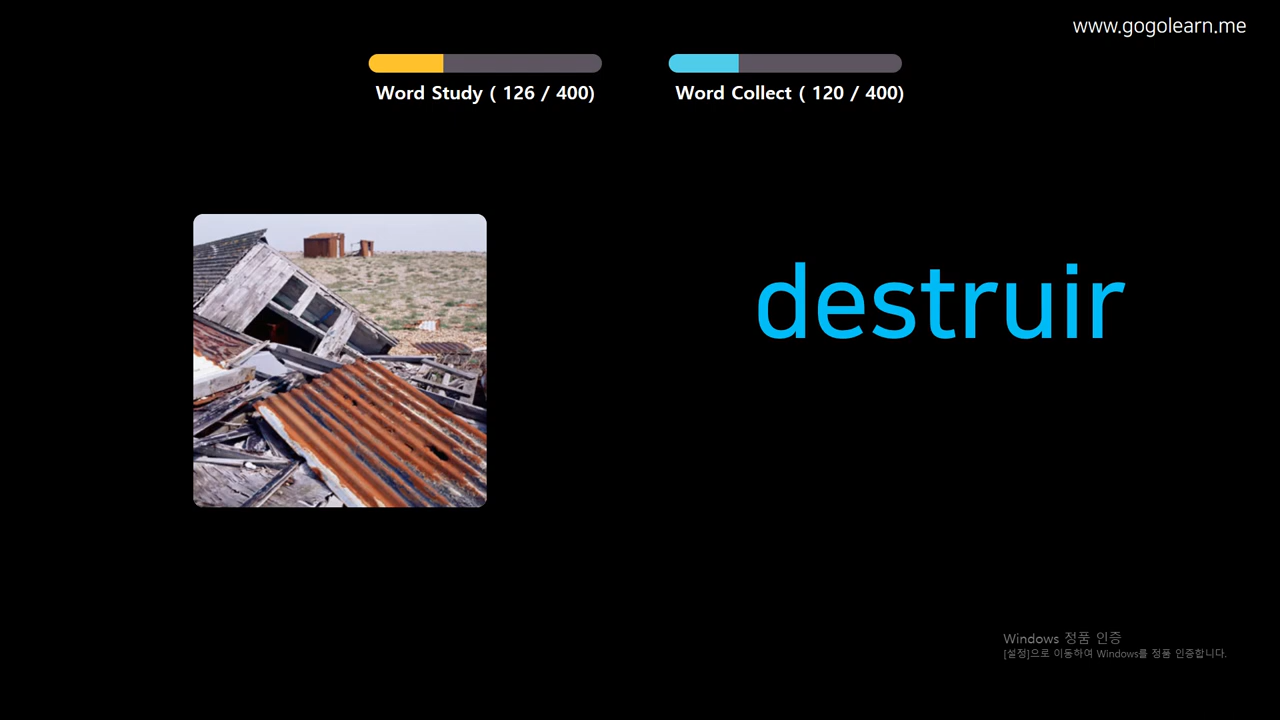 www.gogolearn.me
Word Study ( 126 / 400)
Word Collect ( 120 / 400)
destruir
Windows 정품 인증
[설정]으로 이동하여 Windows를 정품 인증합니다.